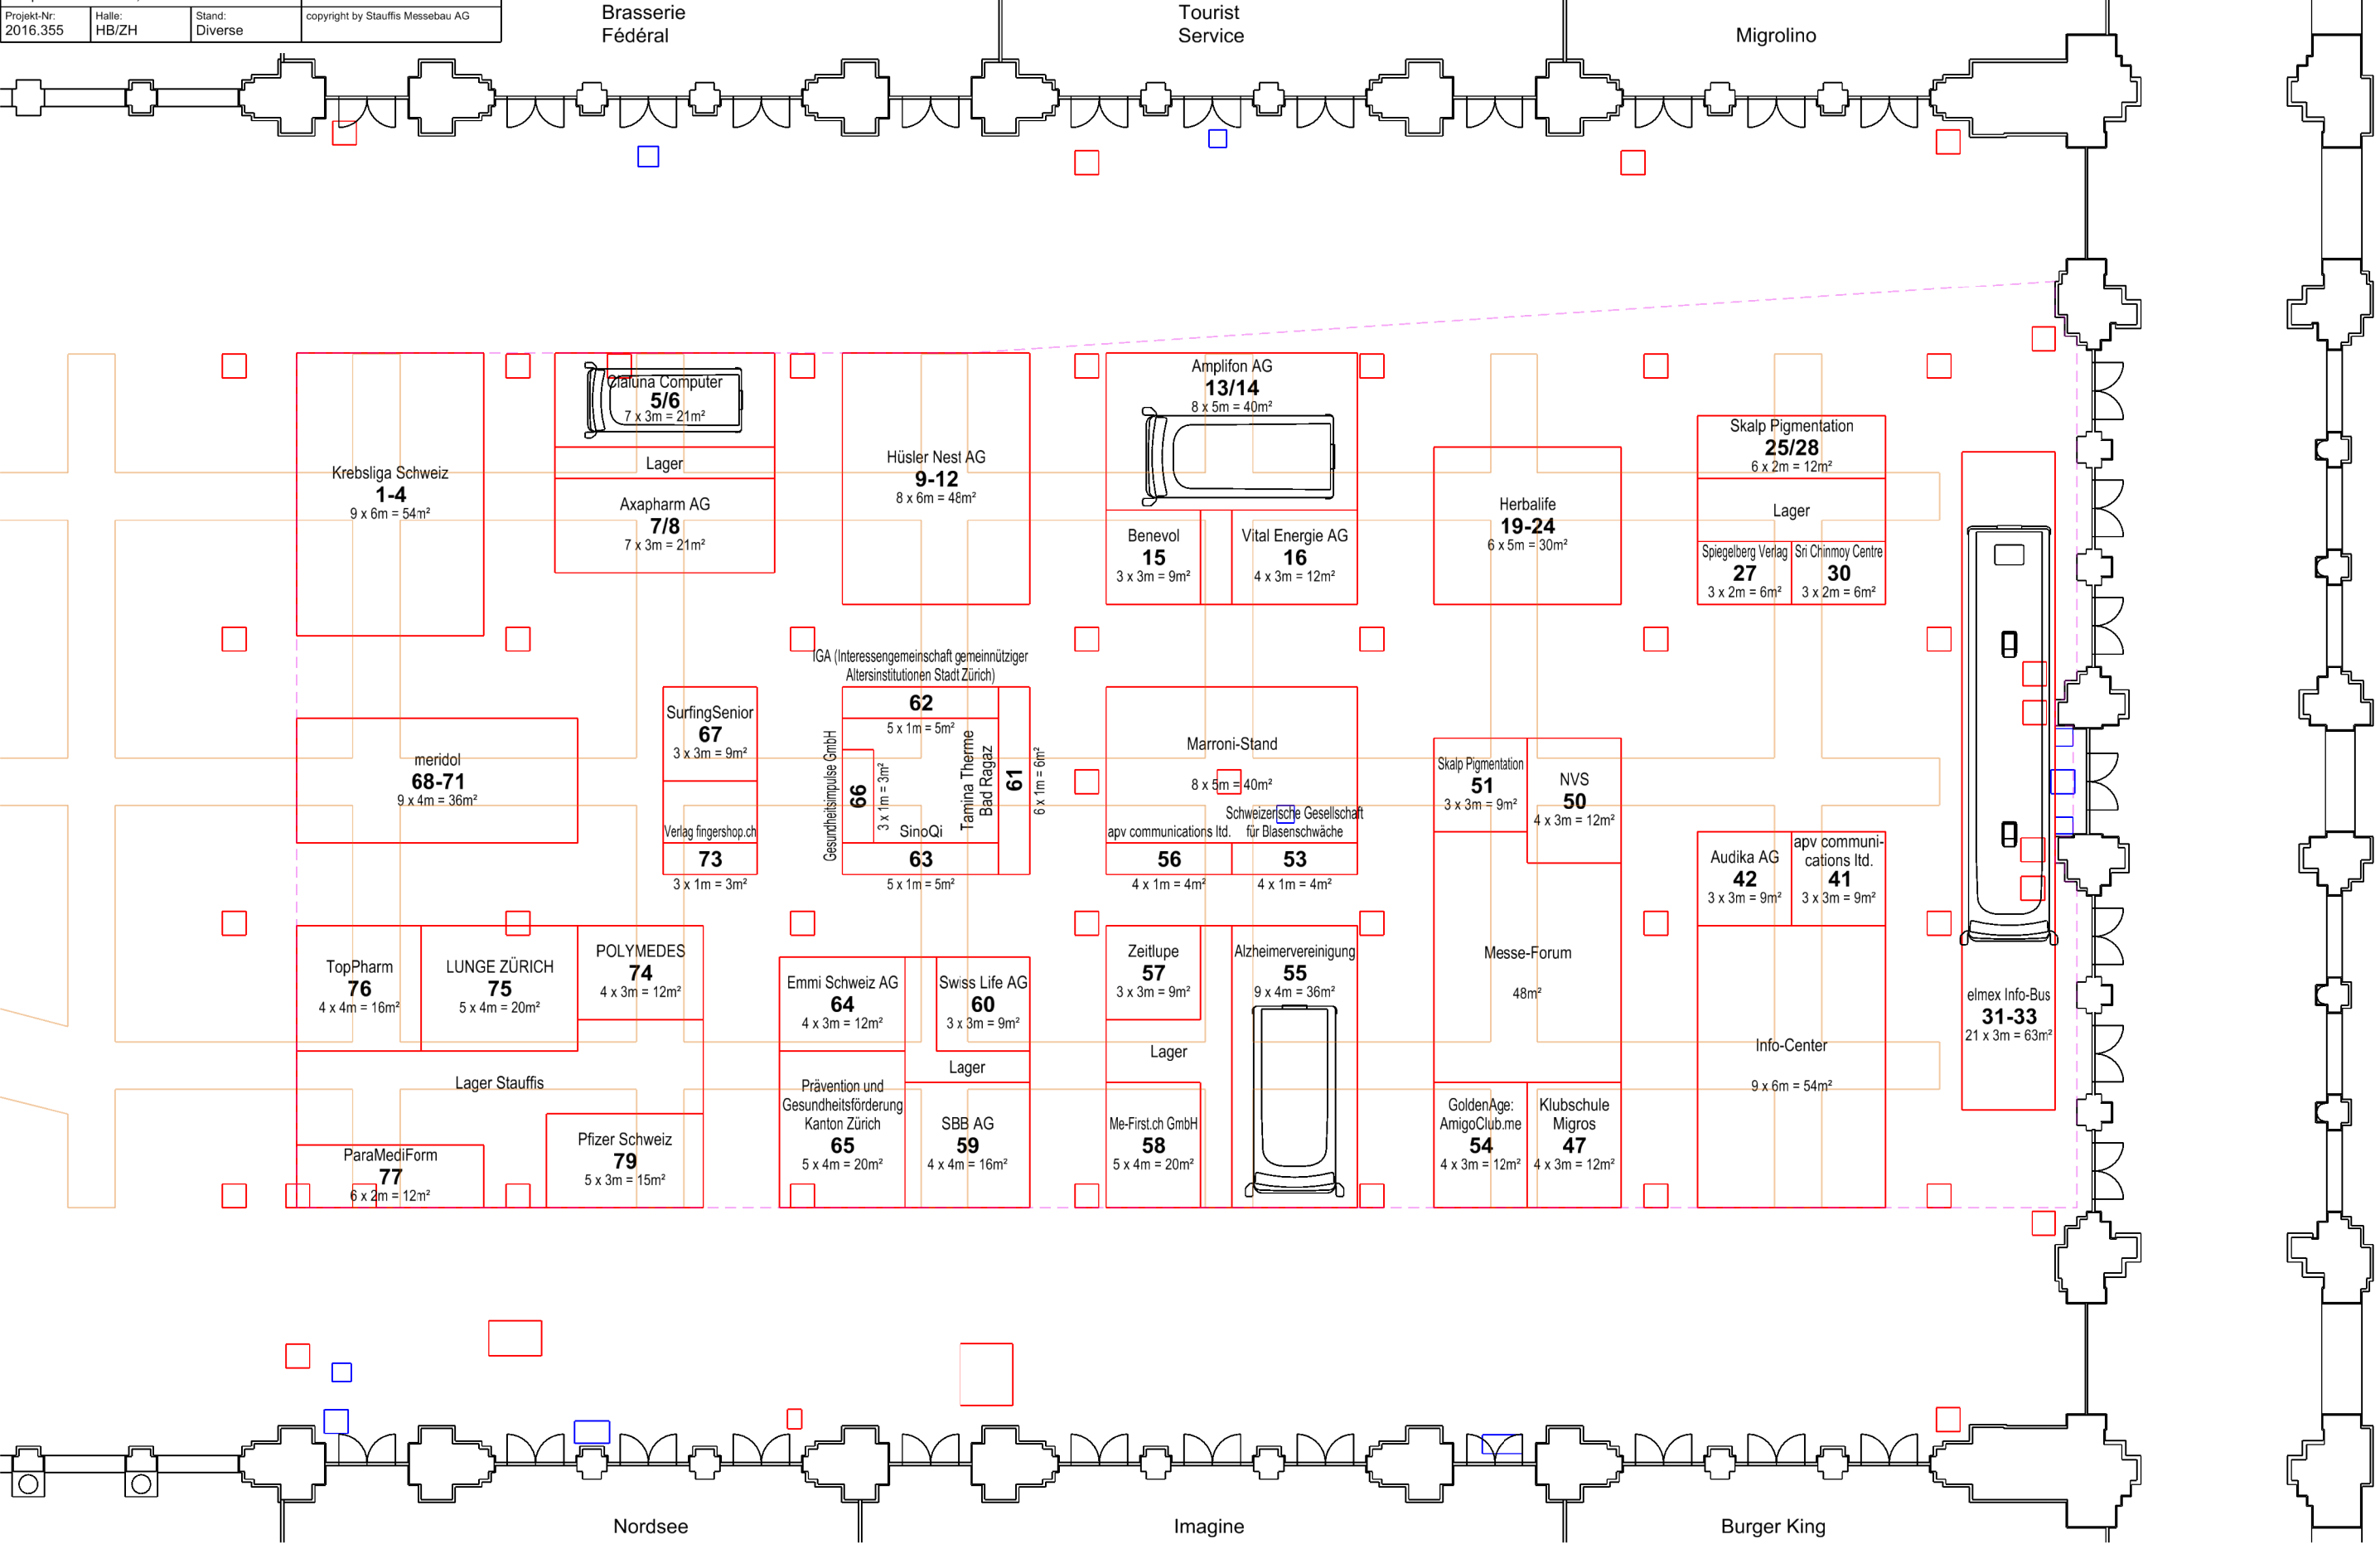 Projekt-Nr:
2016.355
Halle:
HB/ZH
Stand:
Diverse
copyright by Stauffis Messebau AG
Brasserie
Fédéral
Tourist
Service
Migrolino
Krebsliga Schweiz
1-4
9 x 6m = 54m²
Cialuna Computer
5/6
7 x 3m = 21m²
Lager
Axapharm AG
7/8
7 x 3m = 21m²
Hüsler Nest AG
9-12
8 x 6m = 48m²
Amplifon AG
13/14
8 x 5m = 40m²
Benevol
15
3 x 3m = 9m²
Vital Energie AG
16
4 x 3m = 12m²
Herbalife
19-24
6 x 5m = 30m²
Skalp Pigmentation
25/28
6 x 2m = 12m²
Lager
Spiegelberg Verlag
27
3 x 2m = 6m²
Sri Chinmoy Centre
30
3 x 2m = 6m²
meridol
68-71
9 x 4m = 36m²
SurfingSenior
67
3 x 3m = 9m²
Verlag fingershop.ch
73
3 x 1m = 3m²
IGA (Interessengemeinschaft gemeinnütziger
Altersinstitutionen Stadt Zürich)
62
5 x 1m = 5m²
Gesundheitsimpulse GmbH
66
3 x 1m = 3m²
Tamina Therme
Bad Ragaz
61
6 x 1m = 6m²
SinoQi
63
5 x 1m = 5m²
Marroni-Stand
8 x 5m = 40m²
apv communications ltd.
56
4 x 1m = 4m²
Schweizerische Gesellschaft
für Blasenschwäche
53
4 x 1m = 4m²
Skalp Pigmentation
51
3 x 3m = 9m²
NVS
50
4 x 3m = 12m²
Audika AG
42
3 x 3m = 9m²
apv communi-
cations ltd.
41
3 x 3m = 9m²
TopPharm
76
4 x 4m = 16m²
LUNGE ZÜRICH
75
5 x 4m = 20m²
POLYMEDES
74
4 x 3m = 12m²
Lager Stauffis
ParaMediForm
77
6 x 2m = 12m²
Pfizer Schweiz
79
5 x 3m = 15m²
Emmi Schweiz AG
64
4 x 3m = 12m²
Swiss Life AG
60
3 x 3m = 9m²
Lager
Prävention und
Gesundheitsförderung
Kanton Zürich
65
5 x 4m = 20m²
SBB AG
59
4 x 4m = 16m²
Zeitlupe
57
3 x 3m = 9m²
Alzheimervereinigung
55
9 x 4m = 36m²
Lager
Me-First.ch GmbH
58
5 x 4m = 20m²
Messe-Forum
48m²
GoldenAge:
AmigoClub.me
54
4 x 3m = 12m²
Klubschule
Migros
47
4 x 3m = 12m²
Info-Center
9 x 6m = 54m²
elmex Info-Bus
31-33
21 x 3m = 63m²
Nordsee
Imagine
Burger King